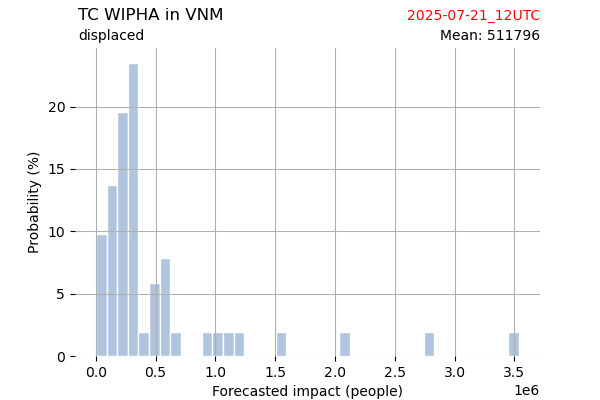 TC WIPHA in VNM
2025-07-21_12UTC
displaced
Mean: 511796
Probability (%)
20
15
10
5
0
0.0 0.5 1.0 1.5 2.0 2.5 3.0 3.5
1e6
Forecasted impact (people)